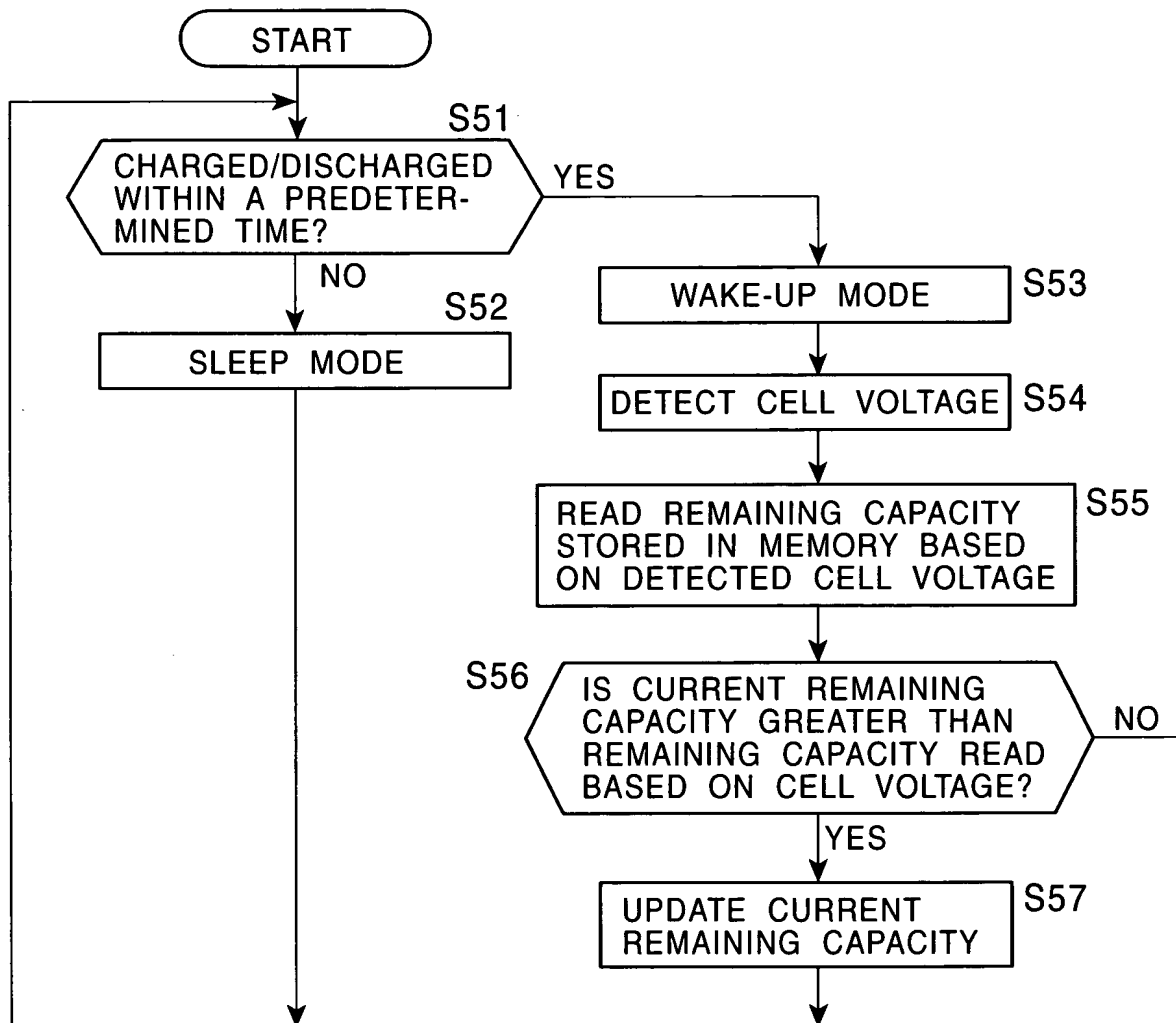 START
S51
CHARGED/DISCHARGED
WITHIN A PREDETER-
MINED TIME?
YES
NO
S52
SLEEP MODE
WAKE-UP MODE
S53
DETECT CELL VOLTAGE
S54
S55
READ REMAINING CAPACITY
STORED IN MEMORY BASED
ON DETECTED CELL VOLTAGE
S56
IS CURRENT REMAINING
CAPACITY GREATER THAN
REMAINING CAPACITY READ
BASED ON CELL VOLTAGE?
NO
YES
S57
UPDATE CURRENT
REMAINING CAPACITY